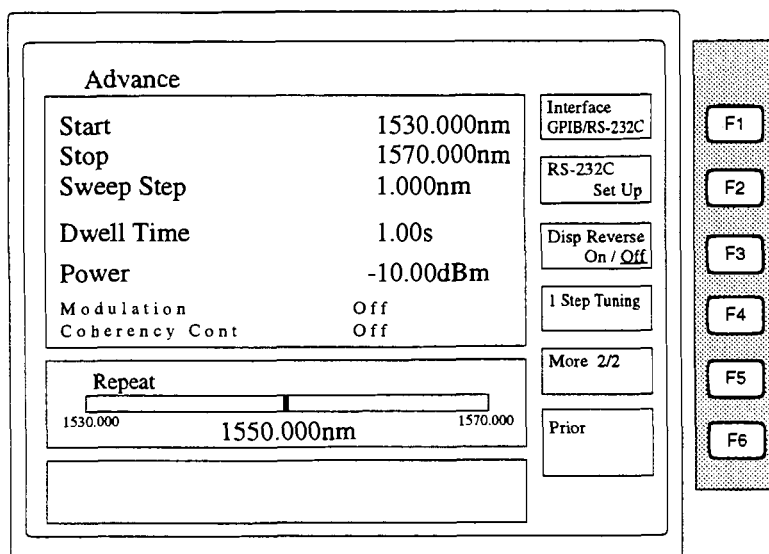 Advance
Start 1530.000nm
Stop 1570.000nm
Sweep Step 1.000nm
Dwell Time 1.00s
Power -10.00dBm
Modulation Off
Coherency Cont Off
Repeat
1530.000 1570.000
1550.000nm
Interface
GPIB/RS-232C
RS-232C
Set Up
Disp Reverse
On / Off
1 Step Tuning
More 2/2
Prior
F1
F2
F3
F4
F5
F6